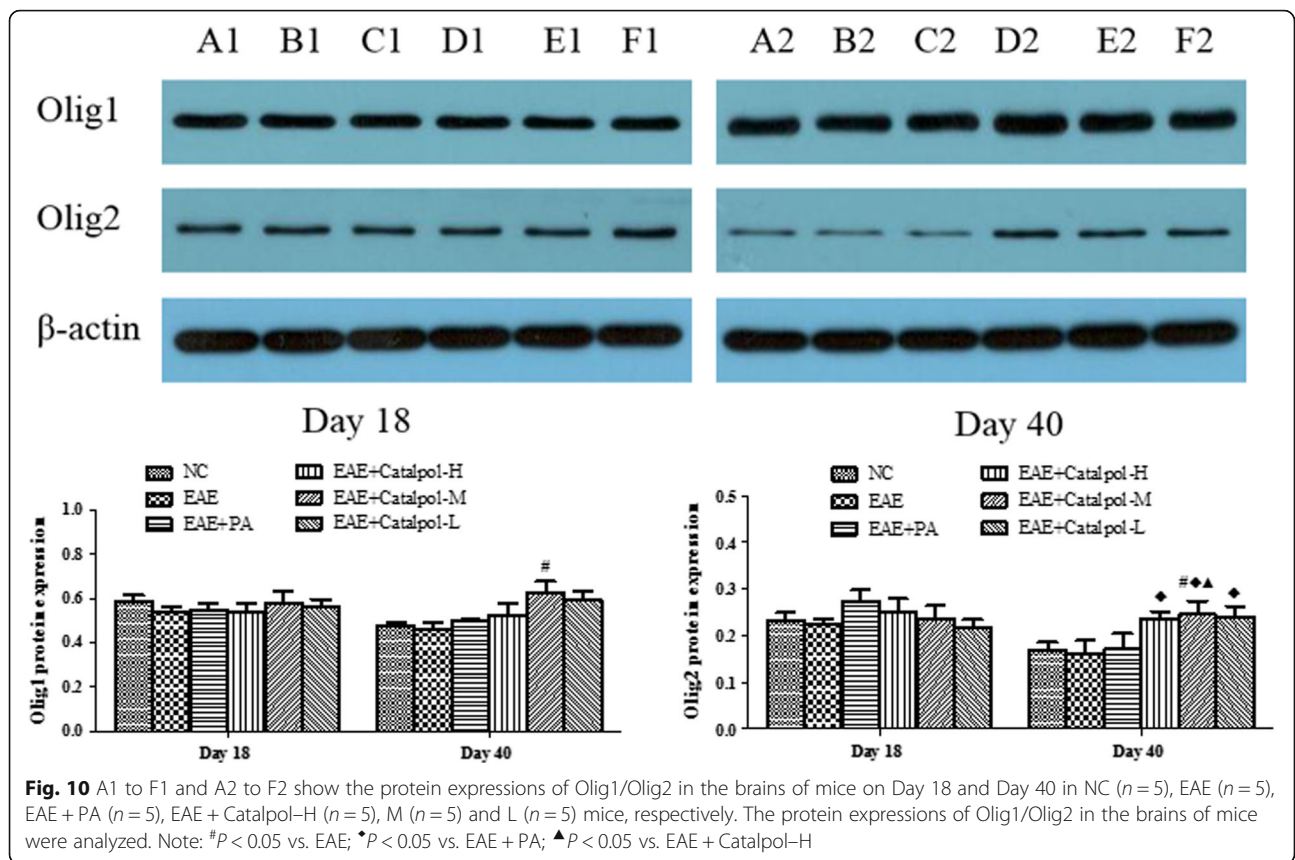 A1 B1 C1 D1 E1 F1 A2 B2 C2 D2 E2 F2
Olig1
Olig2
β-actin
Day 18 Day 40
NC EAE+Catalpol-H
EAE EAE+Catalpol-M
EAE+PA EAE+Catalpol-L
Olig1 protein expression
1.0
0.8
0.6
0.4
0.2
0.0
#
Day 18 Day 40
NC EAE+Catalpol-H
EAE EAE+Catalpol-M
EAE+PA EAE+Catalpol-L
Olig2 protein expression
0.5
0.4
0.3
0.2
0.1
0.0
◆ #◆▲ ◆
Day 18 Day 40
Fig. 10 A1 to F1 and A2 to F2 show the protein expressions of Olig1/Olig2 in the brains of mice on Day 18 and Day 40 in NC (n = 5), EAE (n = 5),
EAE + PA (n = 5), EAE + Catalpol–H (n = 5), M (n = 5) and L (n = 5) mice, respectively. The protein expressions of Olig1/Olig2 in the brains of mice
were analyzed. Note: #P < 0.05 vs. EAE; ◆P < 0.05 vs. EAE + PA; ▲P < 0.05 vs. EAE + Catalpol–H